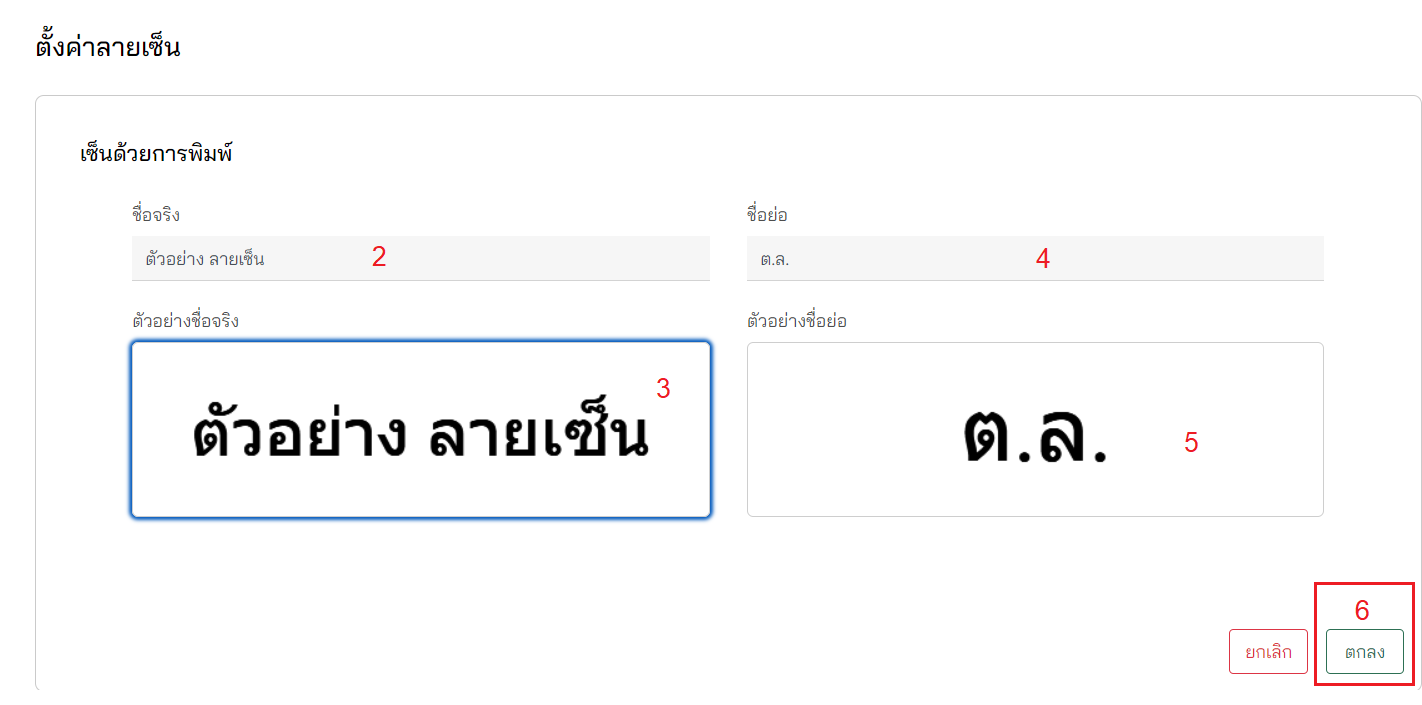 ตั้งค่าลายเซ็น
เซ็นด้วยการพิมพ์
ชื่อจริง
ตัวอย่าง ลายเซ็น 2
ตัวอย่างชื่อจริง
ตัวอย่าง ลายเซ็น 3
ชื่อย่อ
ต.ล. 4
ตัวอย่างชื่อย่อ
ต.ล. 5
6
ยกเลิก ตกลง